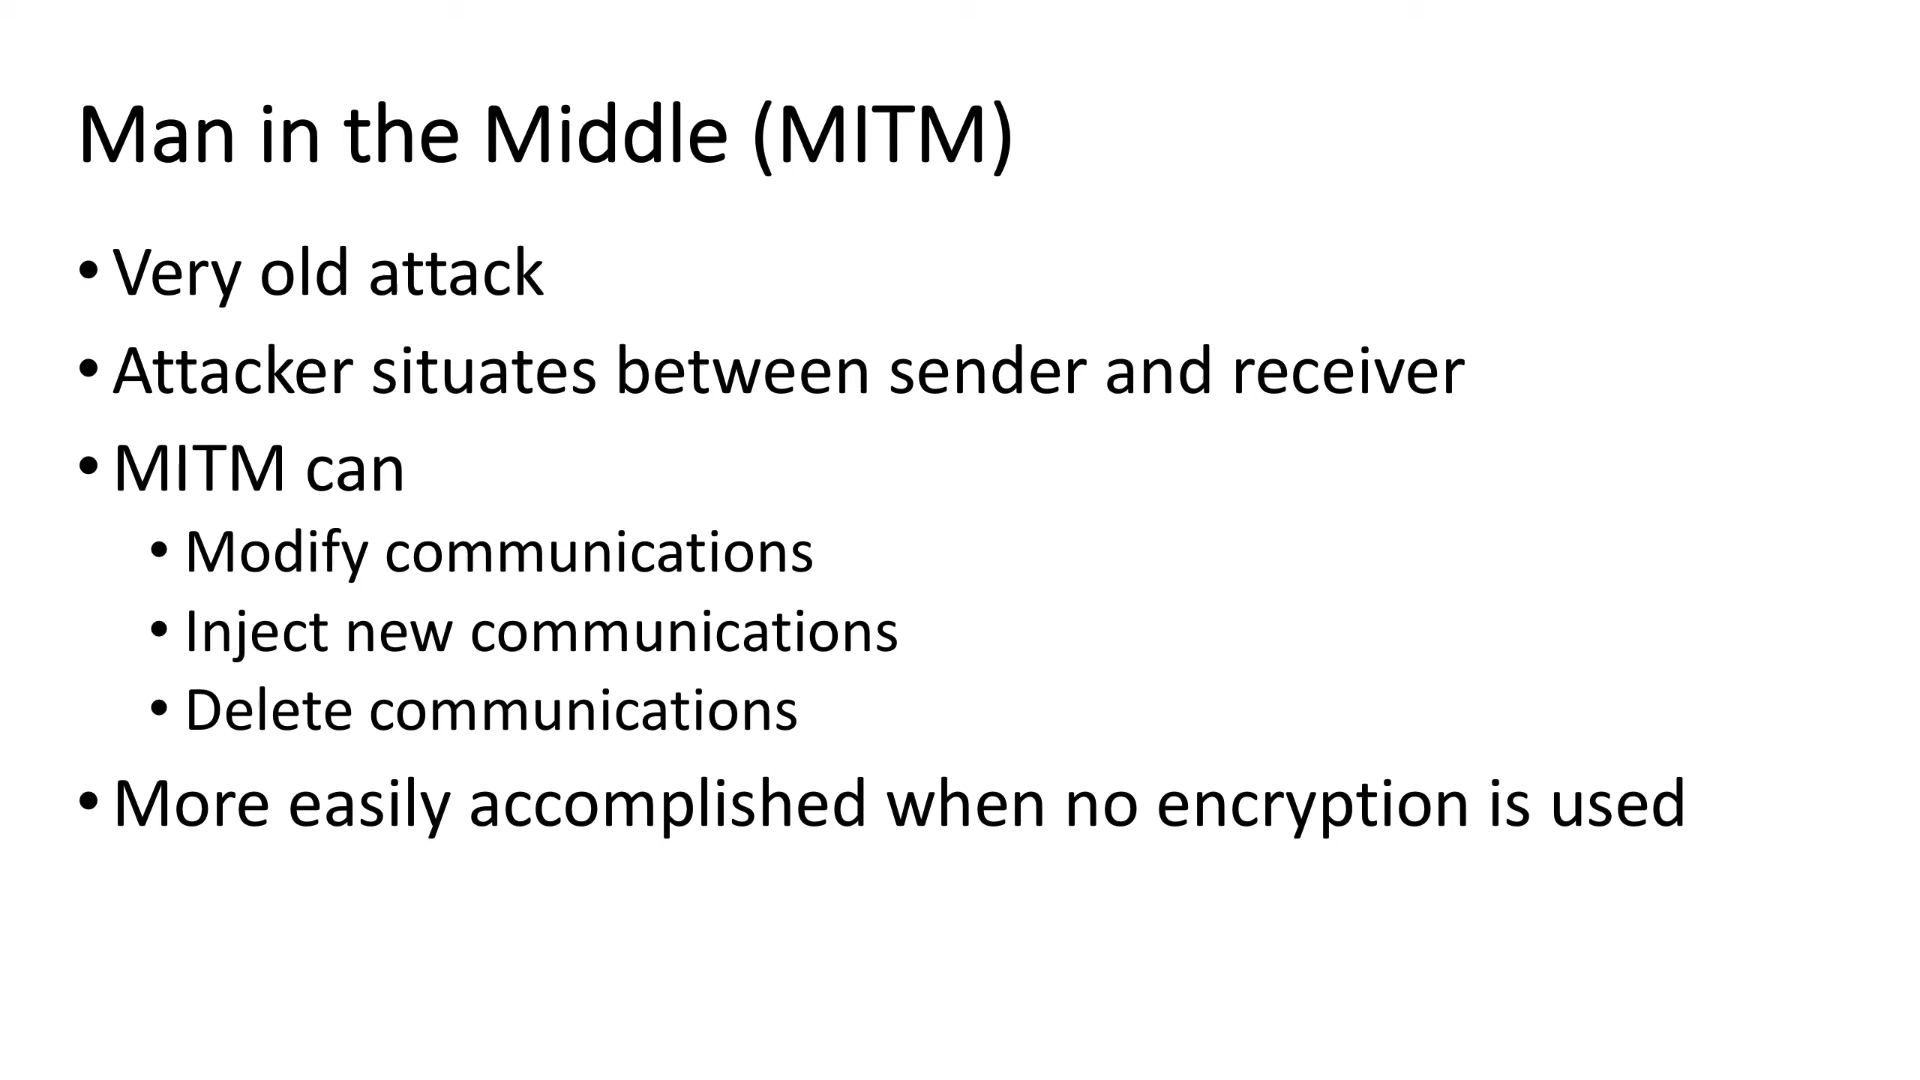 Man in the Middle (MITM)
• Very old attack
• Attacker situates between sender and receiver
• MITM can
• Modify communications
• Inject new communications
• Delete communications
• More easily accomplished when no encryption is used